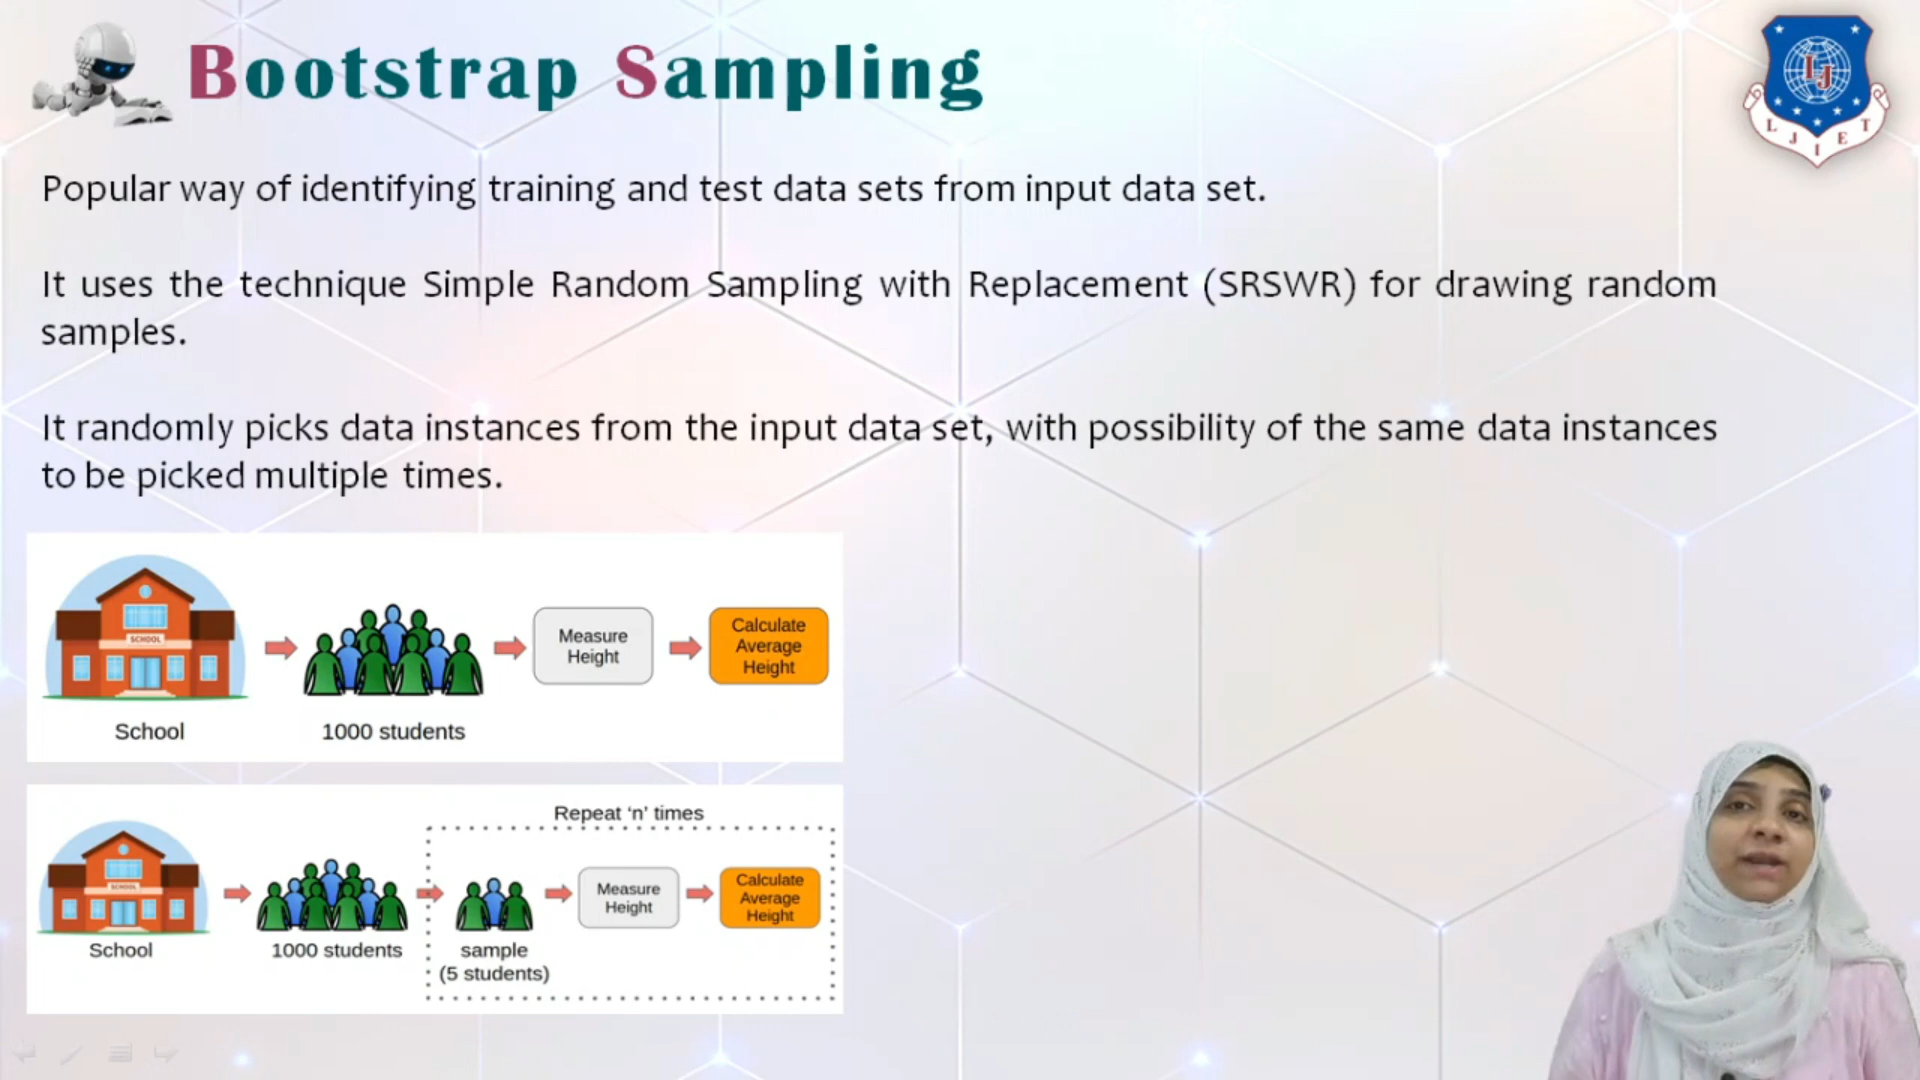 Bootstrap Sampling
L J I E T
LJ
Popular way of identifying training and test data sets from input data set.
It uses the technique Simple Random Sampling with Replacement (SRSWR) for drawing random
samples.
It randomly picks data instances from the input data set, with possibility of the same data instances
to be picked multiple times.
SCHOOL
Measure
Height
Calculate
Average
Height
School
1000 students
Repeat ‘n’ times
SCHOOL
Measure
Height
Calculate
Average
Height
School
1000 students
sample
(5 students)